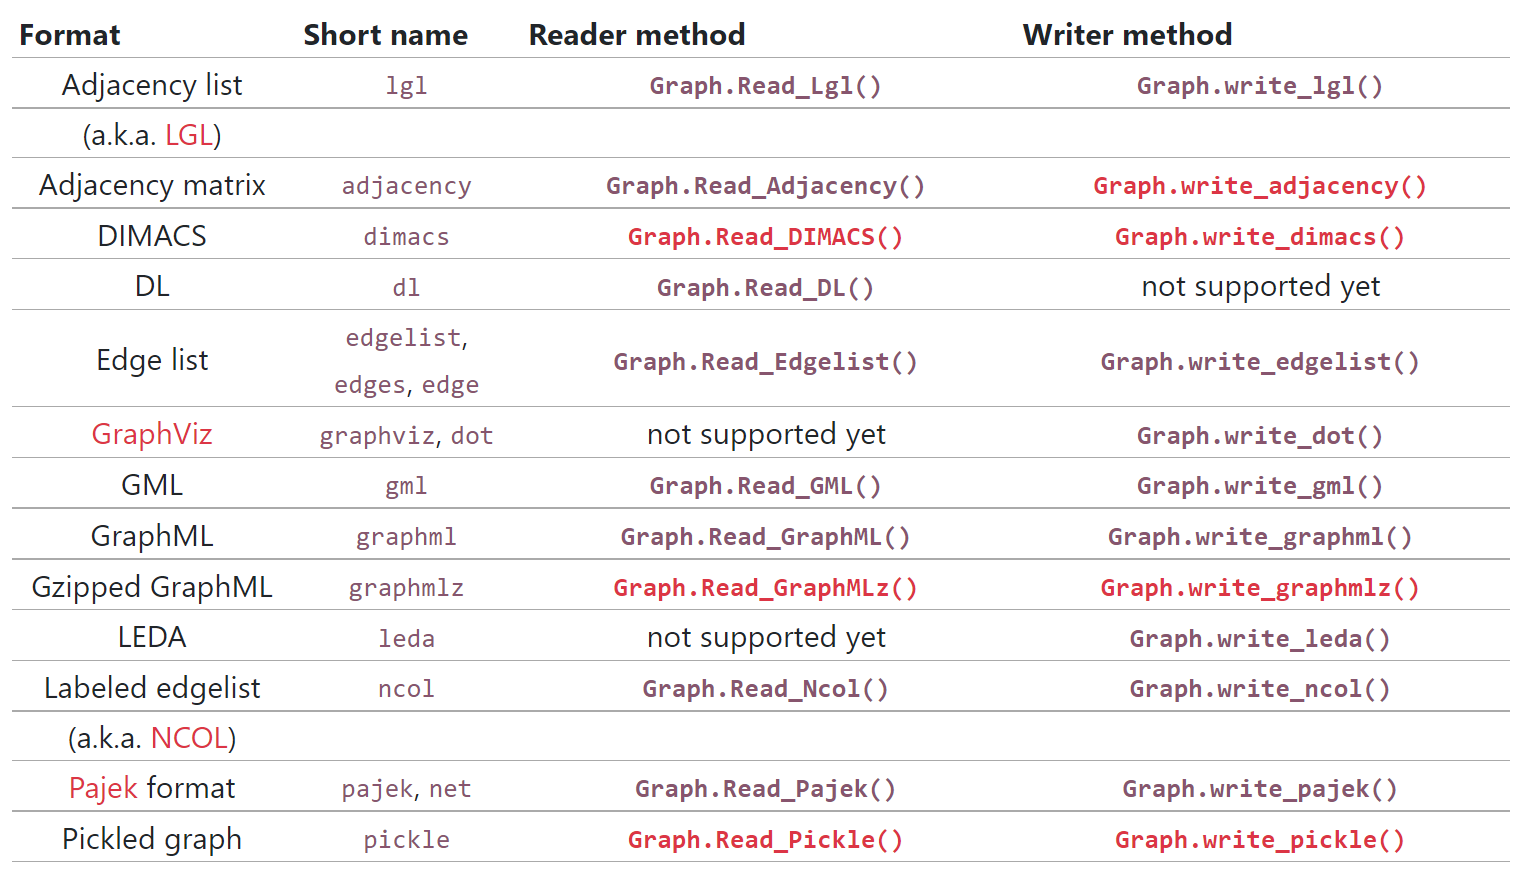 Format Short name Reader method Writer method
Adjacency list lgl Graph.Read_Lgl() Graph.write_lgl()
(a.k.a. LGL)
Adjacency matrix adjacency Graph.Read_Adjacency() Graph.write_adjacency()
DIMACS dimacs Graph.Read_DIMACS() Graph.write_dimacs()
DL dl Graph.Read_DL() not supported yet
Edge list edgelist, edges, edge Graph.Read_Edgelist() Graph.write_edgelist()
GraphViz graphviz, dot not supported yet Graph.write_dot()
GML gml Graph.Read_GML() Graph.write_gml()
GraphML graphml Graph.Read_GraphML() Graph.write_graphml()
Gzipped GraphML graphmlz Graph.Read_GraphMLz() Graph.write_graphmlz()
LEDA leda not supported yet Graph.write_leda()
Labeled edgelist ncol Graph.Read_Ncol() Graph.write_ncol()
(a.k.a. NCOL)
Pajek format pajek, net Graph.Read_Pajek() Graph.write_pajek()
Pickled graph pickle Graph.Read_Pickle() Graph.write_pickle()